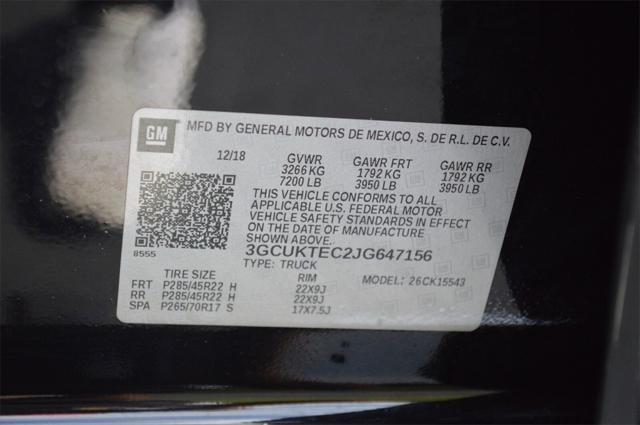 GM
MFD BY GENERAL MOTORS DE MEXICO, S. DE R.L. DE C.V.
12/18 GVWR GAWR FRT GAWR RR
3266 KG 1792 KG 1792 KG
7200 LB 3950 LB 3950 LB
THIS VEHICLE CONFORMS TO ALL
APPLICABLE U.S. FEDERAL MOTOR
VEHICLE SAFETY STANDARDS IN EFFECT
ON THE DATE OF MANUFACTURE
SHOWN ABOVE.
8555 3GCUKTEC2JG647156
TYPE: TRUCK
TIRE SIZE RIM MODEL: 26CK15543
FRT P285/45R22 H 22X9J
RR P285/45R22 H 22X9J
SPA P265/70R17 S 17X7.5J